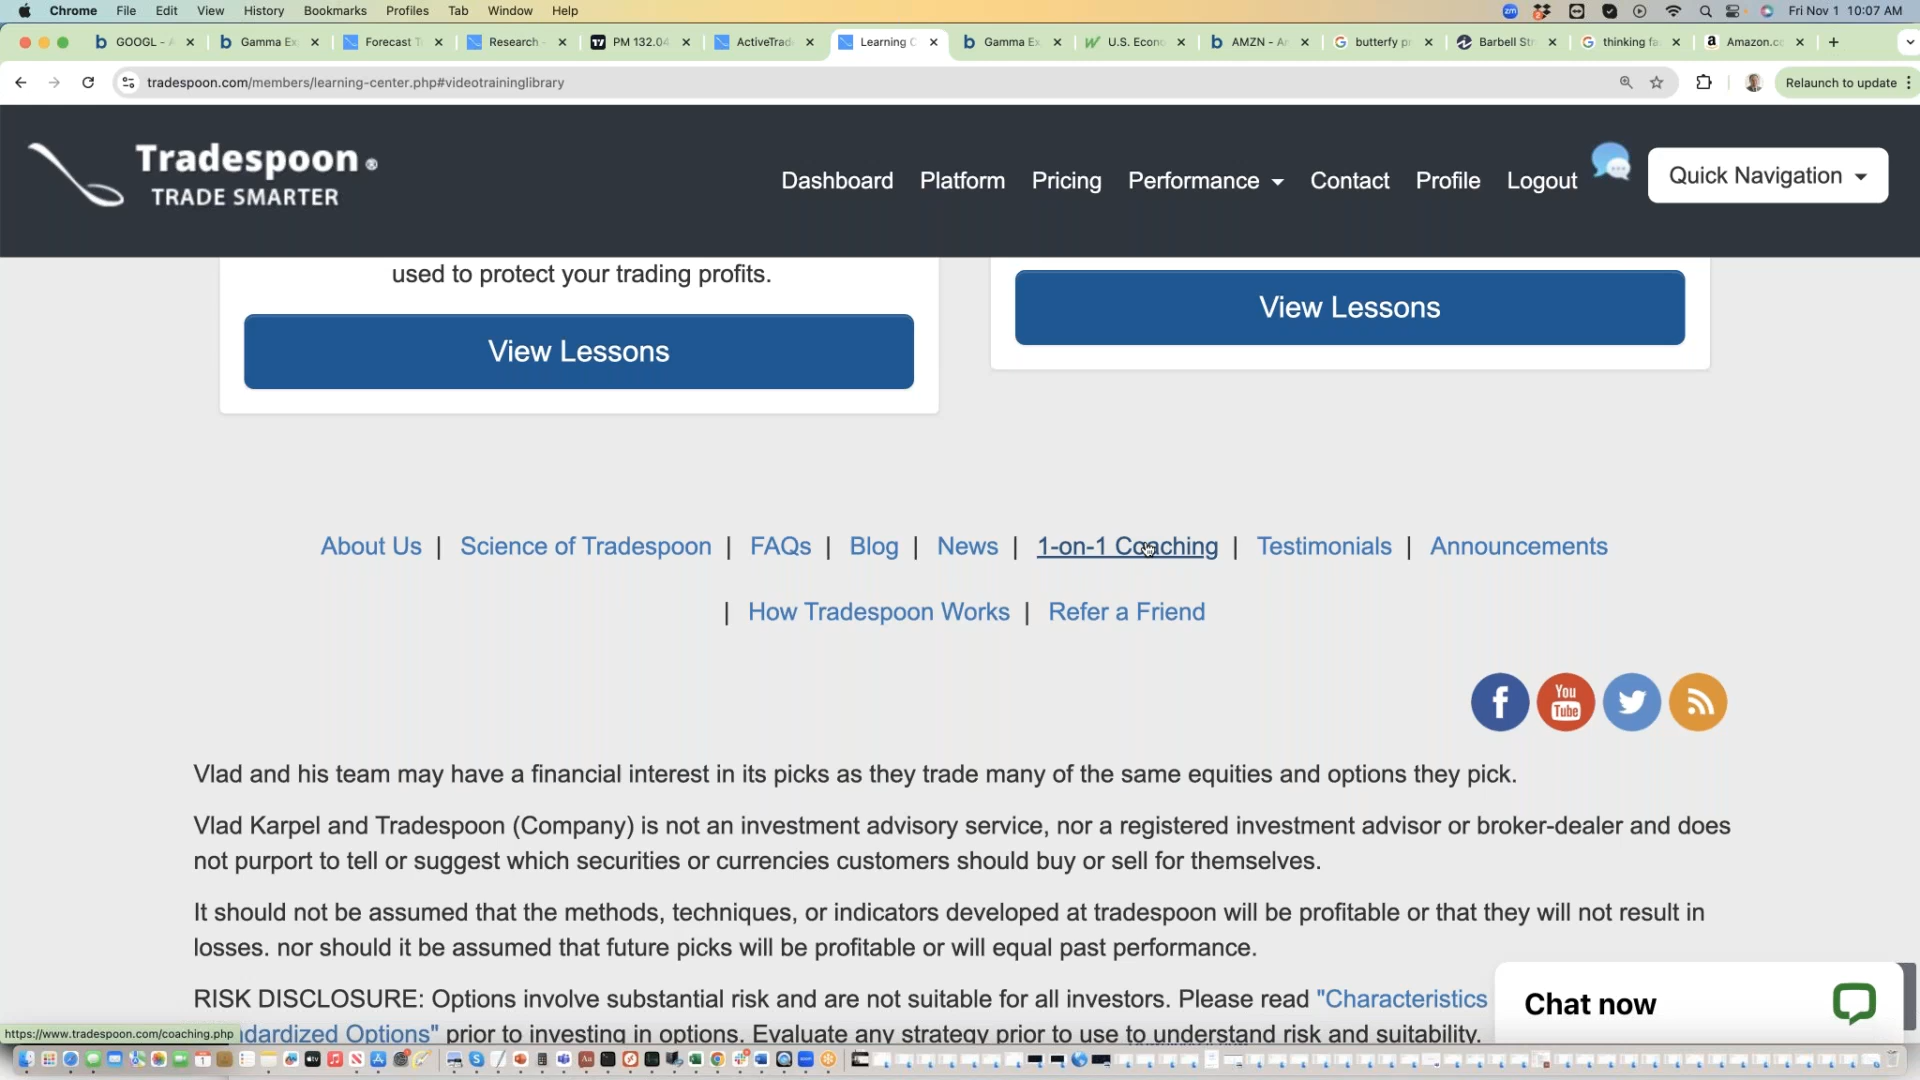 Chrome File Edit View History Bookmarks Profiles Tab Window Help Fri Nov 1 10:07 AM
GOOGL - A Gamma Ex Forecast T Research - PM 132.04 ActiveTrad Learning C Gamma Ex U.S. Econ AMZN - A butterfy p Barbell St thinking fa Amazon.c
tradespoon.com/members/learning-center.php#videotraininglibrary Relaunch to update
Tradespoon®
TRADE SMARTER
Dashboard Platform Pricing Performance Contact Profile Logout Quick Navigation
used to protect your trading profits.
View Lessons
View Lessons
About Us | Science of Tradespoon | FAQs | Blog | News | 1-on-1 Coaching | Testimonials | Announcements
| How Tradespoon Works | Refer a Friend
You
Tube
Vlad and his team may have a financial interest in its picks as they trade many of the same equities and options they pick.
Vlad Karpel and Tradespoon (Company) is not an investment advisory service, nor a registered investment advisor or broker-dealer and does
not purport to tell or suggest which securities or currencies customers should buy or sell for themselves.
It should not be assumed that the methods, techniques, or indicators developed at tradespoon will be profitable or that they will not result in
losses. nor should it be assumed that future picks will be profitable or will equal past performance.
RISK DISCLOSURE: Options involve substantial risk and are not suitable for all investors. Please read "Characteristics
ndardized Options" prior to investing in options. Evaluate any strategy prior to use to understand risk and suitability.
Chat now
https://www.tradespoon.com/coaching.php